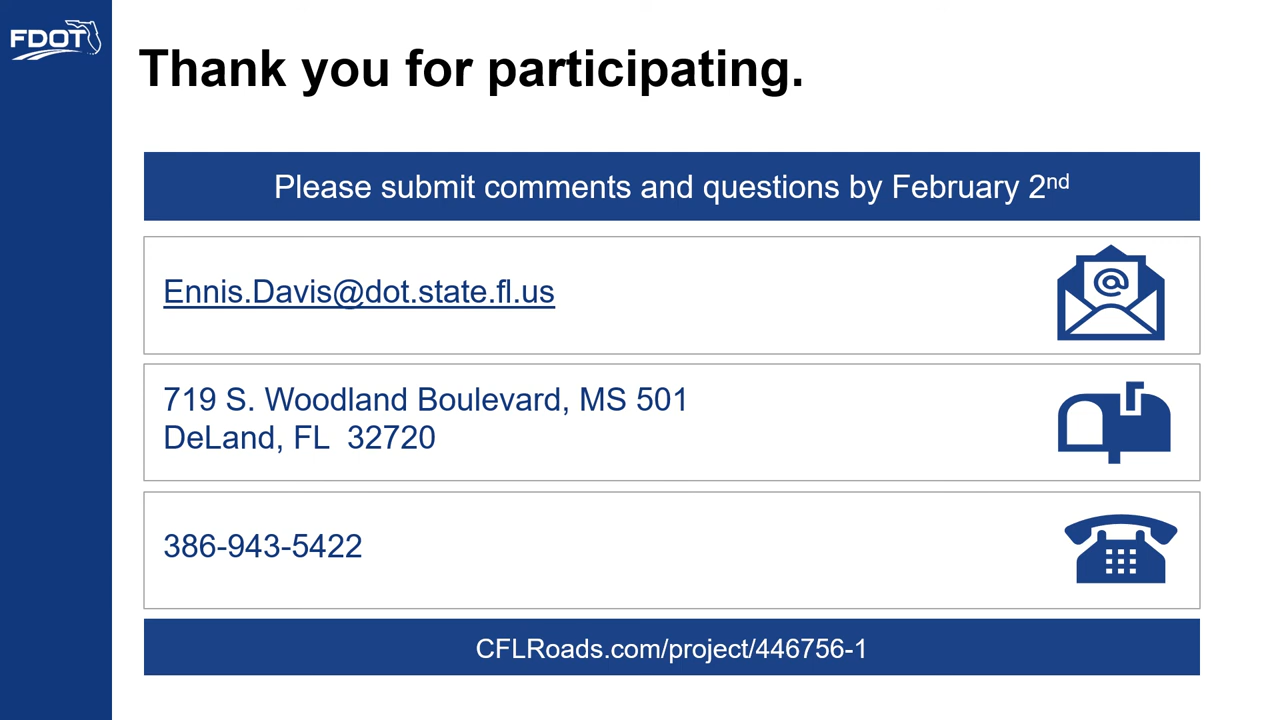 FDOT
Thank you for participating.
Please submit comments and questions by February 2nd
Ennis.Davis@dot.state.fl.us
@
719 S. Woodland Boulevard, MS 501
DeLand, FL  32720
386-943-5422
CFLRoads.com/project/446756-1